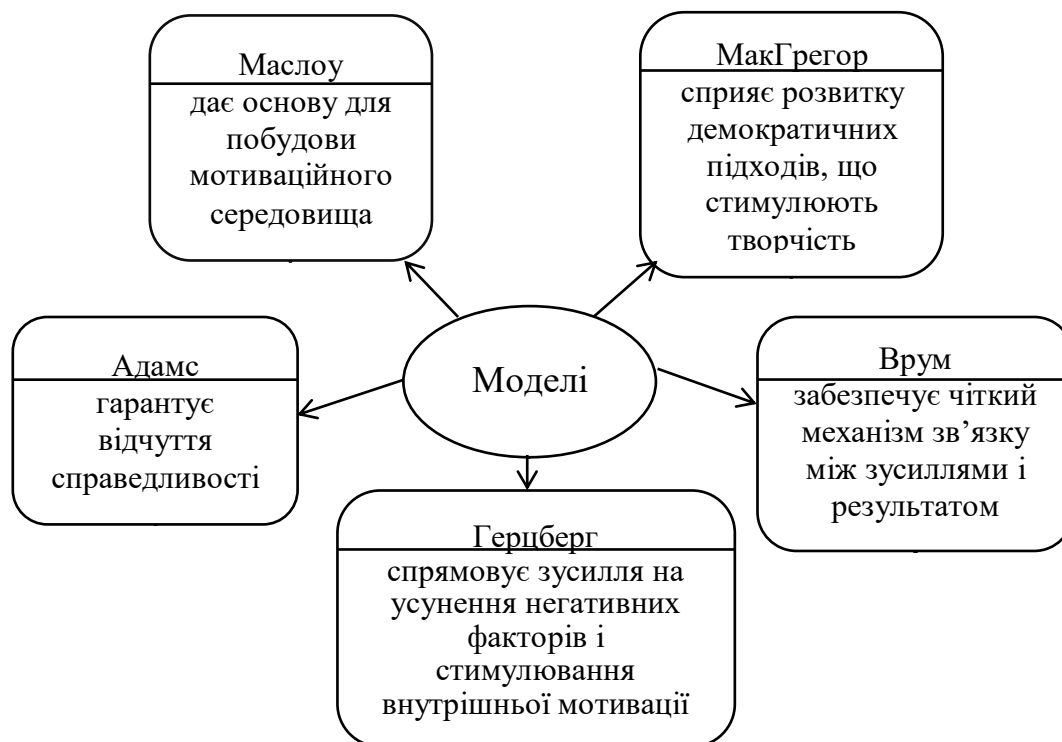 Маслоу
дає основу для
побудови
мотиваційного
середовища
МакГрегор
сприяє розвитку
демократичних
підходів, що
стимулюють
творчість
Адамс
гарантує
відчуття
справедливості
Моделі
Врум
забезпечує чіткий
механізм зв’язку
між зусиллями і
результатом
Герцберг
спрямовує зусилля на
усунення негативних
факторів і
стимулювання
внутрішньої мотивації